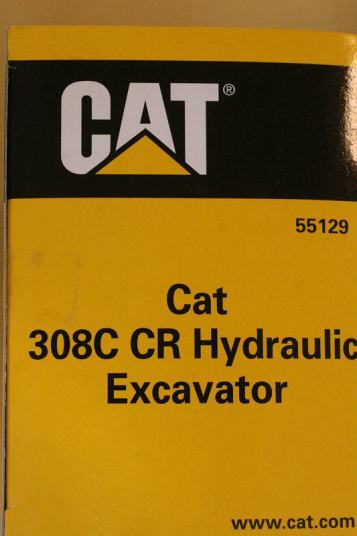 CAT®
55129
Cat
308C CR Hydraulic
Excavator
www.cat.com